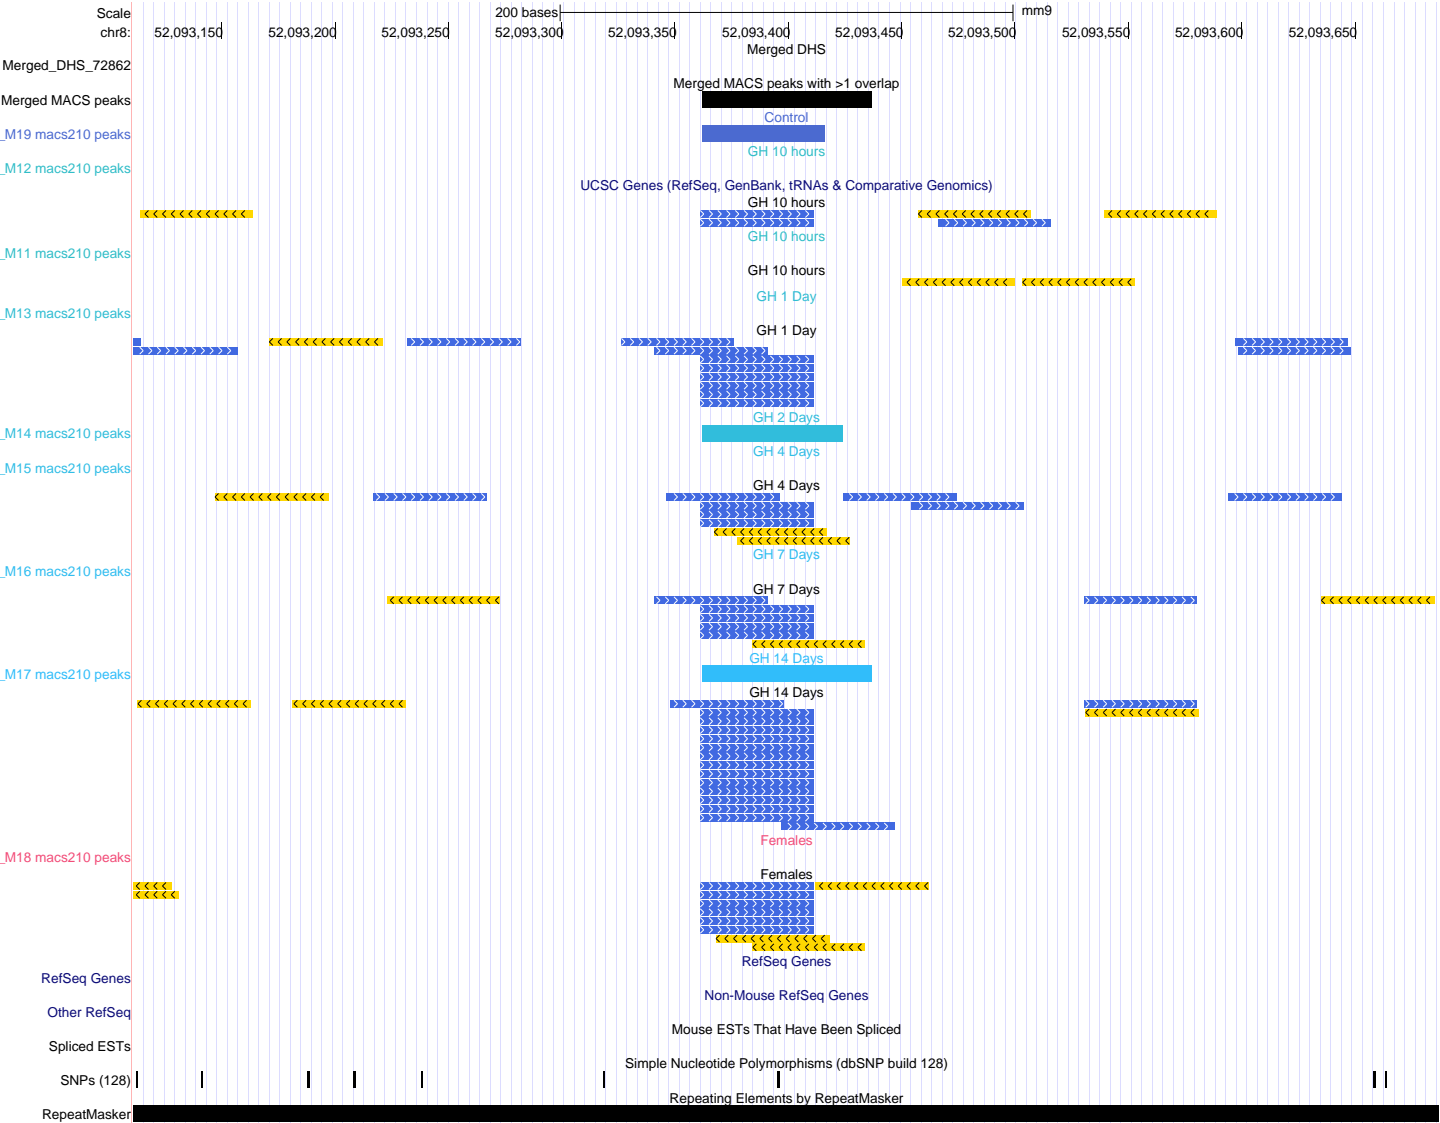 Scale 200 bases mm9
chr8: 52,093,150 52,093,200 52,093,250 52,093,300 52,093,350 52,093,400 52,093,450 52,093,500 52,093,550 52,093,600 52,093,650
Merged DHS
Merged_DHS_72862
Merged MACS peaks with >1 overlap
Merged MACS peaks
Control
_M19 macs210 peaks
GH 10 hours
_M12 macs210 peaks
UCSC Genes (RefSeq, GenBank, tRNAs & Comparative Genomics)
GH 10 hours
GH 10 hours
_M11 macs210 peaks
GH 10 hours
GH 1 Day
_M13 macs210 peaks
GH 1 Day
GH 2 Days
_M14 macs210 peaks
GH 4 Days
_M15 macs210 peaks
GH 4 Days
GH 7 Days
_M16 macs210 peaks
GH 7 Days
GH 14 Days
_M17 macs210 peaks
GH 14 Days
Females
_M18 macs210 peaks
Females
RefSeq Genes
RefSeq Genes
Non-Mouse RefSeq Genes
Other RefSeq
Mouse ESTs That Have Been Spliced
Spliced ESTs
Simple Nucleotide Polymorphisms (dbSNP build 128)
SNPs (128)
Repeating Elements by RepeatMasker
RepeatMasker